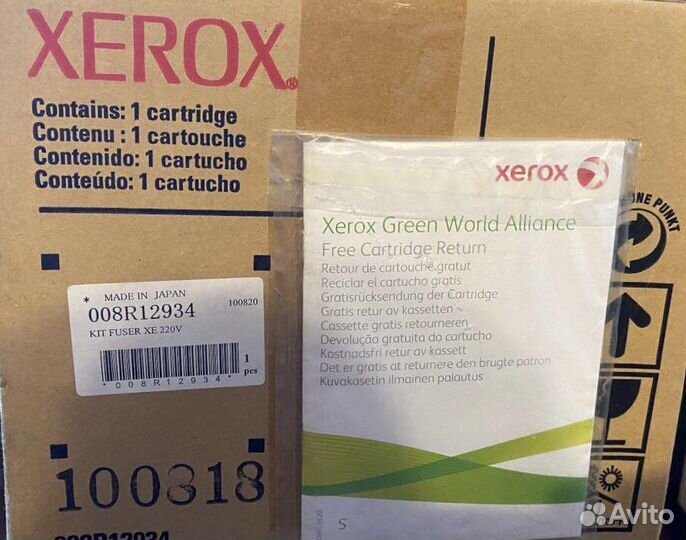 XEROX®
Contains: 1 cartridge
Contenu : 1 cartouche
Contenido: 1 cartucho
Conteúdo: 1 cartucho
* MADE IN JAPAN 100820
008R12934
KIT FUSER XE 220V
*008R12934*
1
pcs
100818
008R12934
xerox
Xerox Green World Alliance
Free Cartridge Return
Retour de cartouche gratuit
Reciclar el cartucho gratis
Gratisrücksendung der Cartridge
Gratis retur av kassetten
Cassette gratis retourneren
Devolução gratuita do cartucho
Kostnadsfri retur av kassett
Det er gratis at returnere den brugte patron
Kuvakasetin ilmainen palautus
S
PUNKT
Avito